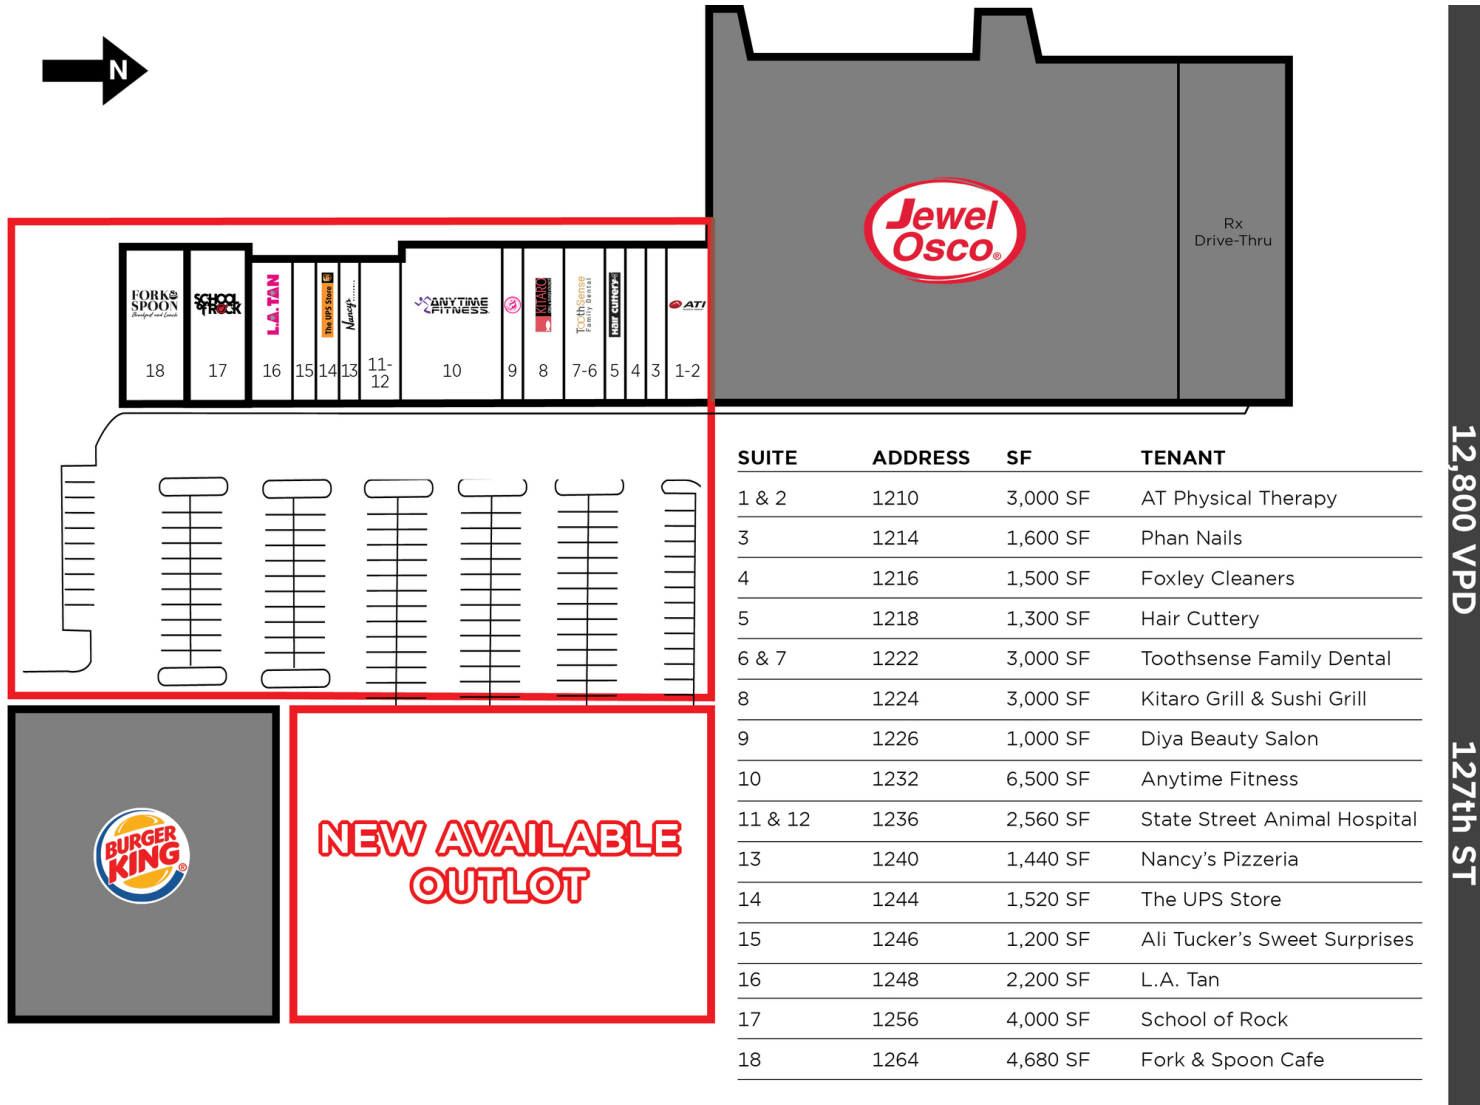 N
Jewel
Osco®
Rx
Drive-Thru
FORK &
SPOON
Breakfast and Lunch
SCHOOL
of ROCK
L.A. TAN
The UPS Store
Nancy's
ANYTIME
FITNESS
KITARO
ToothSense
Family Dental
Hair Cuttery
ATI
18
17
16
15
14
13
11-
12
10
9
8
7-6
5
4
3
1-2
SUITE ADDRESS SF TENANT
1 & 2 1210 3,000 SF AT Physical Therapy
3 1214 1,600 SF Phan Nails
4 1216 1,500 SF Foxley Cleaners
5 1218 1,300 SF Hair Cuttery
6 & 7 1222 3,000 SF Toothsense Family Dental
8 1224 3,000 SF Kitaro Grill & Sushi Grill
9 1226 1,000 SF Diya Beauty Salon
10 1232 6,500 SF Anytime Fitness
11 & 12 1236 2,560 SF State Street Animal Hospital
13 1240 1,440 SF Nancy's Pizzeria
14 1244 1,520 SF The UPS Store
15 1246 1,200 SF Ali Tucker's Sweet Surprises
16 1248 2,200 SF L.A. Tan
17 1256 4,000 SF School of Rock
18 1264 4,680 SF Fork & Spoon Cafe
BURGER
KING®
NEW AVAILABLE
OUTLOT
12,800 VPD
127th ST